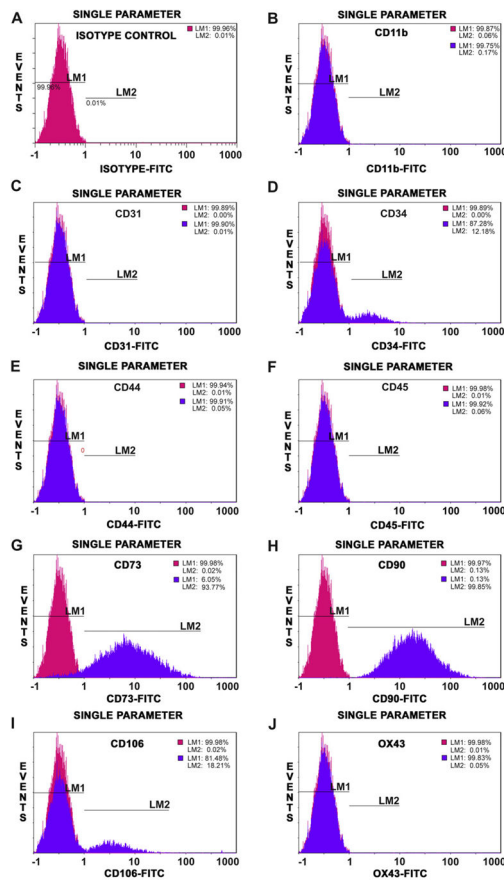 A
SINGLE PARAMETER
ISOTYPE CONTROL
LM1: 99.96%
LM2: 0.01%
EVENTS
LM1
99.96%
LM2
0.01%
-1 1 10 100 1000
ISOTYPE-FITC
B
SINGLE PARAMETER
CD11b
LM1: 99.87%
LM2: 0.06%
LM1: 99.75%
LM2: 0.17%
EVENTS
LM1
LM2
-1 1 10 100 1000
CD11b-FITC
C
SINGLE PARAMETER
CD31
LM1: 99.89%
LM2: 0.00%
LM1: 99.90%
LM2: 0.01%
EVENTS
LM1
LM2
-1 1 10 100 1000
CD31-FITC
D
SINGLE PARAMETER
CD34
LM1: 99.89%
LM2: 0.00%
LM1: 87.28%
LM2: 12.18%
EVENTS
LM1
LM2
-1 1 10 100 1000
CD34-FITC
E
SINGLE PARAMETER
CD44
LM1: 99.94%
LM2: 0.01%
LM1: 99.91%
LM2: 0.05%
EVENTS
LM1
0
LM2
-1 1 10 100 1000
CD44-FITC
F
SINGLE PARAMETER
CD45
LM1: 99.98%
LM2: 0.01%
LM1: 99.92%
LM2: 0.06%
EVENTS
LM1
LM2
-1 1 10 100 1000
CD45-FITC
G
SINGLE PARAMETER
CD73
LM1: 99.98%
LM2: 0.02%
LM1: 6.05%
LM2: 93.77%
EVENTS
LM1
LM2
-1 1 10 100 1000
CD73-FITC
H
SINGLE PARAMETER
CD90
LM1: 99.97%
LM2: 0.13%
LM1: 0.13%
LM2: 99.85%
EVENTS
LM1
LM2
-1 1 10 100 1000
CD90-FITC
I
SINGLE PARAMETER
CD106
LM1: 99.98%
LM2: 0.02%
LM1: 81.48%
LM2: 18.21%
EVENTS
LM1
LM2
-1 1 10 100 1000
CD106-FITC
J
SINGLE PARAMETER
OX43
LM1: 99.98%
LM2: 0.01%
LM1: 99.83%
LM2: 0.05%
EVENTS
LM1
LM2
-1 1 10 100 1000
OX43-FITC